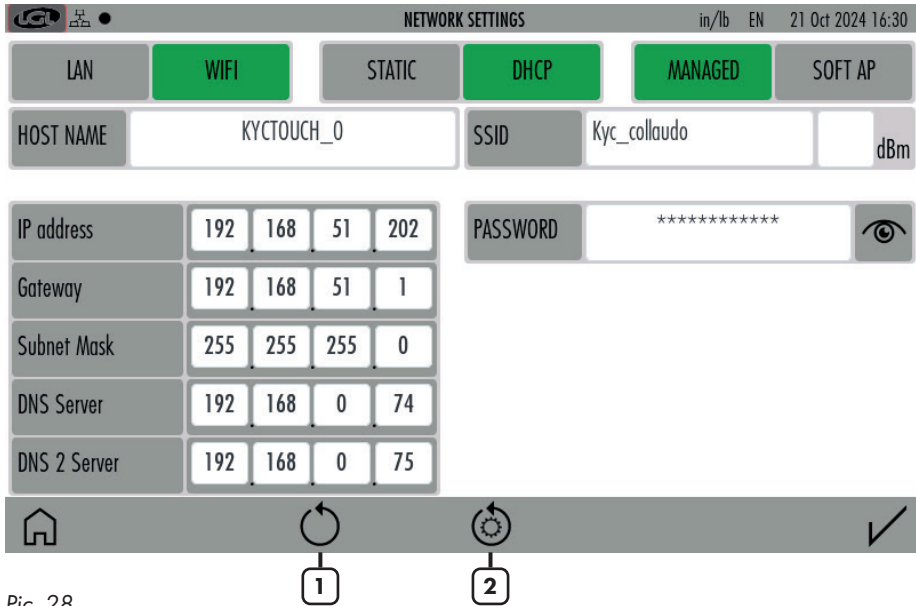 LGL NETWORK SETTINGS in/lb EN 21 Oct 2024 16:30
LAN WIFI STATIC DHCP MANAGED SOFT AP
HOST NAME KYCTOUCH_0 SSID Kyc_collaudo dBm
IP address 192 . 168 . 51 . 202 PASSWORD ************
Gateway 192 . 168 . 51 . 1
Subnet Mask 255 . 255 . 255 . 0
DNS Server 192 . 168 . 0 . 74
DNS 2 Server 192 . 168 . 0 . 75
1 2
Pic. 28